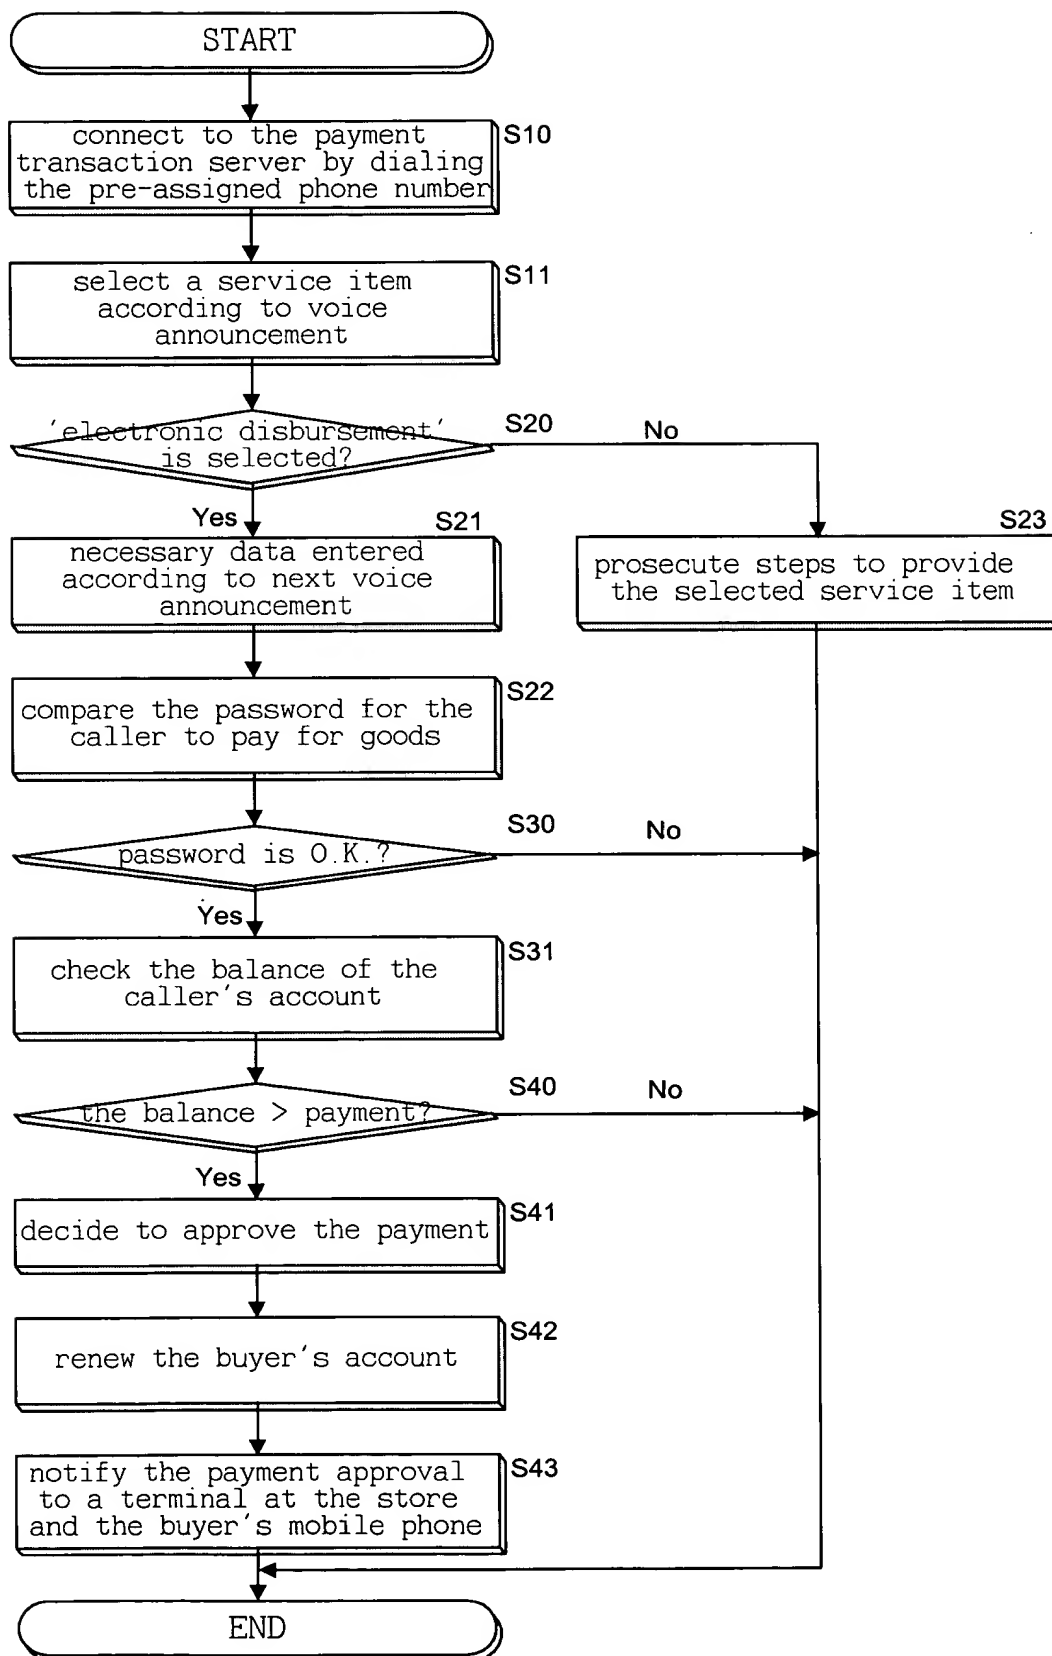 START
connect to the payment
transaction server by dialing
the pre-assigned phone number
S10
select a service item
according to voice
announcement
S11
'electronic disbursement'
is selected?
S20
No
Yes
S21
necessary data entered
according to next voice
announcement
S23
prosecute steps to provide
the selected service item
S22
compare the password for the
caller to pay for goods
S30
No
password is O.K.?
Yes
S31
check the balance of the
caller's account
S40
No
the balance > payment?
Yes
S41
decide to approve the payment
S42
renew the buyer's account
S43
notify the payment approval
to a terminal at the store
and the buyer's mobile phone
END